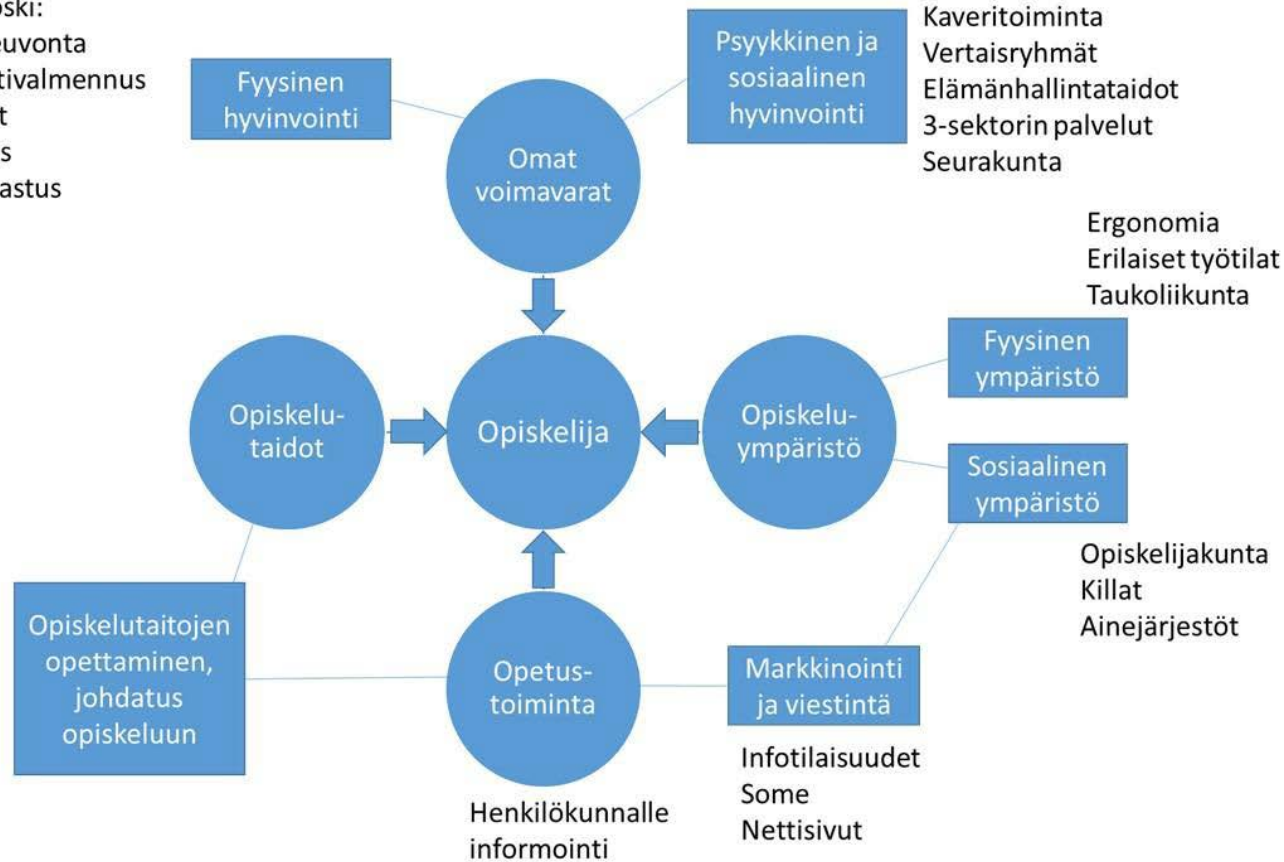 Fyysinen
hyvinvointi
Omat
voimavarat
Psyykkinen ja
sosiaalinen
hyvinvointi
Kaveritoiminta
Vertaisryhmät
Elämänhallintataidot
3-sektorin palvelut
Seurakunta
Ergonomia
Erilaiset työtilat
Taukoliikunta
Opiskelu-
taidot
Opiskelija
Opiskelu-
ympäristö
Fyysinen
ympäristö
Sosiaalinen
ympäristö
Opiskelijakunta
Killat
Ainejärjestöt
Opiskelutaitojen
opettaminen,
johdatus
opiskeluun
Opetus-
toiminta
Henkilökunnalle
informointi
Markkinointi
ja viestintä
Infotilaisuudet
Some
Nettisivut